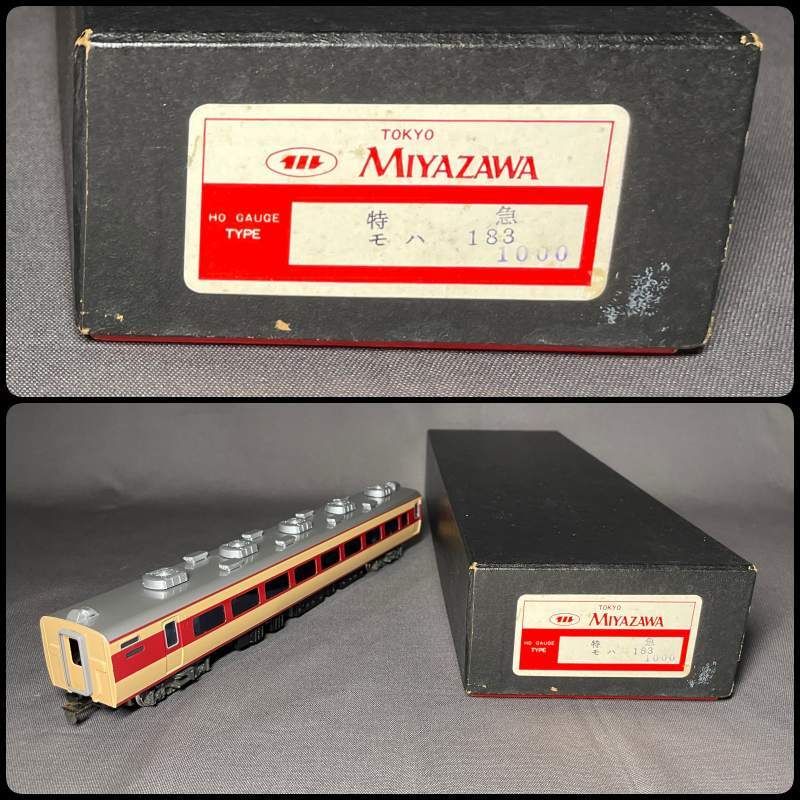 TOKYO
MIYAZAWA
HO GAUGE
TYPE
特 急
モハ 183
1000
TOKYO
MIYAZAWA
HO GAUGE
TYPE
特 急
モハ 183
1000